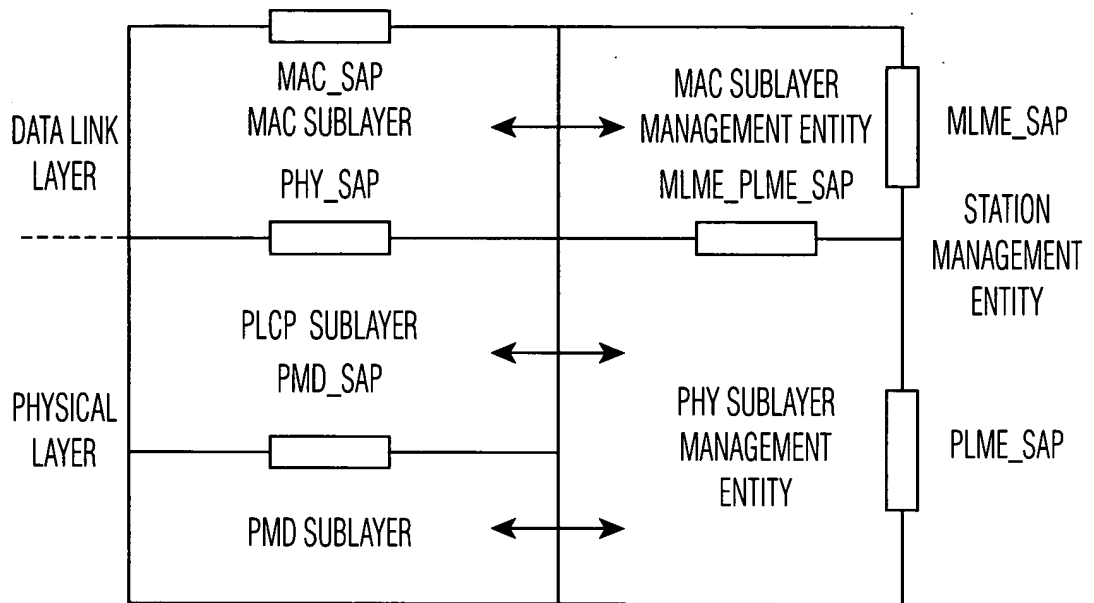 MAC_SAP
MAC SUBLAYER
MAC SUBLAYER
MANAGEMENT ENTITY
MLME_SAP
DATA LINK
LAYER
PHY_SAP
MLME_PLME_SAP
STATION
MANAGEMENT
ENTITY
PLCP SUBLAYER
PMD_SAP
PHYSICAL
LAYER
PHY SUBLAYER
MANAGEMENT
ENTITY
PLME_SAP
PMD SUBLAYER